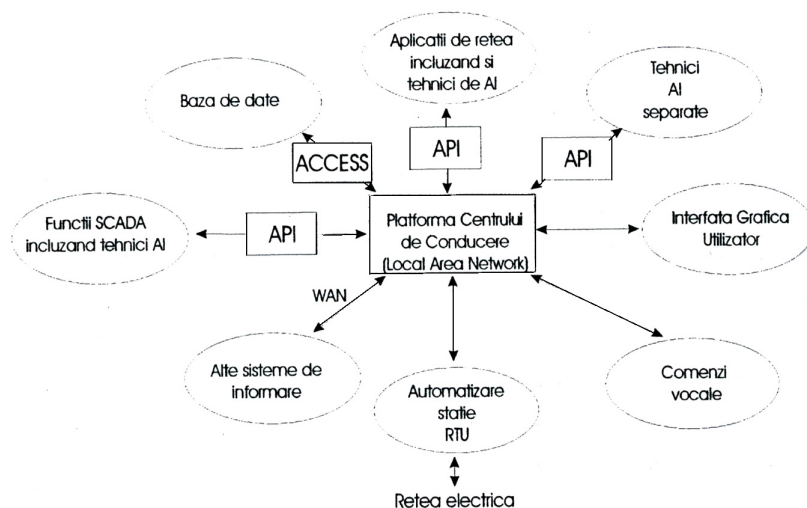 Aplicatii de retea
incluzand si
tehnici de AI
Tehnici
AI
separate
Baza de date
ACCESS
API
API
Functii SCADA
incluzand tehnici AI
API
Platforma Centrului
de Conducere
(Local Area Network)
Interfata Grafica
Utilizator
WAN
Alte sisteme de
informare
Automatizare
statie
RTU
Comenzi
vocale
Retea electrica